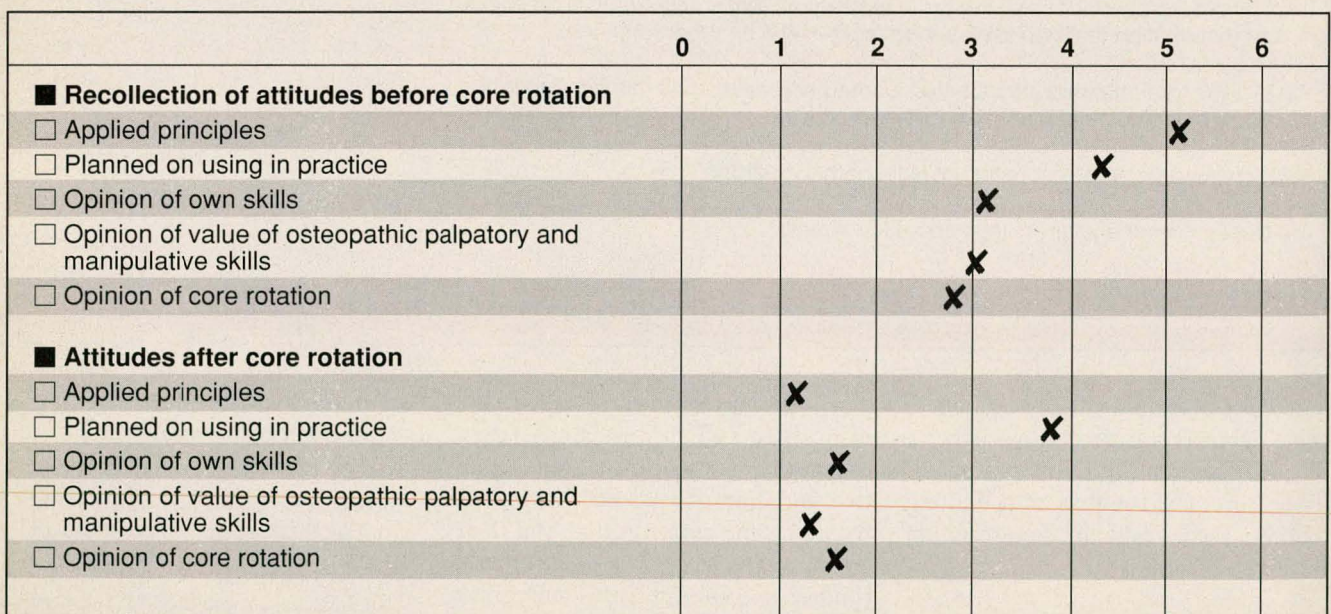 0 1 2 3 4 5 6
■ Recollection of attitudes before core rotation
□ Applied principles
□ Planned on using in practice
□ Opinion of own skills
□ Opinion of value of osteopathic palpatory and
manipulative skills
□ Opinion of core rotation
■ Attitudes after core rotation
□ Applied principles
□ Planned on using in practice
□ Opinion of own skills
□ Opinion of value of osteopathic palpatory and
manipulative skills
□ Opinion of core rotation